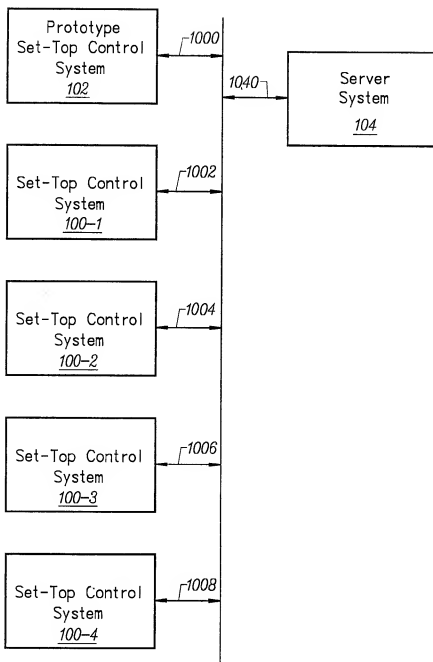 Prototype
Set-Top Control
System
102
1000
1040
Server
System
104
Set-Top Control
System
100-1
1002
Set-Top Control
System
100-2
1004
Set-Top Control
System
100-3
1006
Set-Top Control
System
100-4
1008